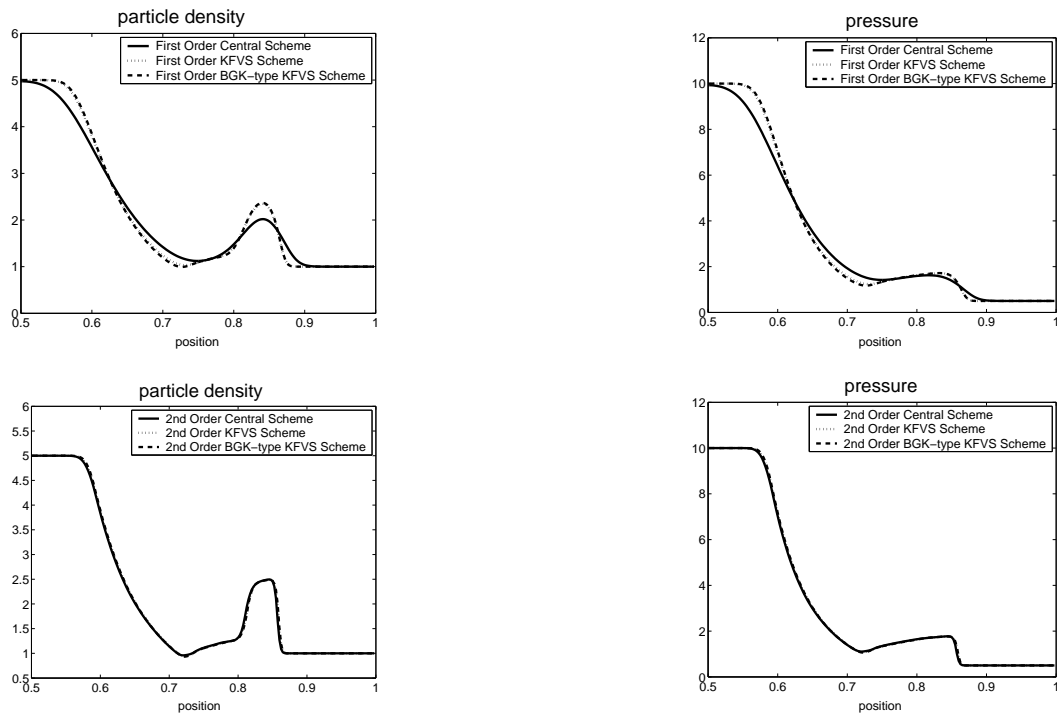 particle density
First Order Central Scheme
First Order KFVS Scheme
First Order BGK−type KFVS Scheme
6
5
4
3
2
1
0
0.5 0.6 0.7 0.8 0.9 1
position
pressure
First Order Central Scheme
First Order KFVS Scheme
First Order BGK−type KFVS Scheme
12
10
8
6
4
2
0
0.5 0.6 0.7 0.8 0.9 1
position
particle density
2nd Order Central Scheme
2nd Order KFVS Scheme
2nd Order BGK−type KFVS Scheme
6
5.5
5
4.5
4
3.5
3
2.5
2
1.5
1
0.5
0.5 0.6 0.7 0.8 0.9 1
position
pressure
2nd Order Central Scheme
2nd Order KFVS Scheme
2nd Order BGK−type KFVS Scheme
12
10
8
6
4
2
0
0.5 0.6 0.7 0.8 0.9 1
position